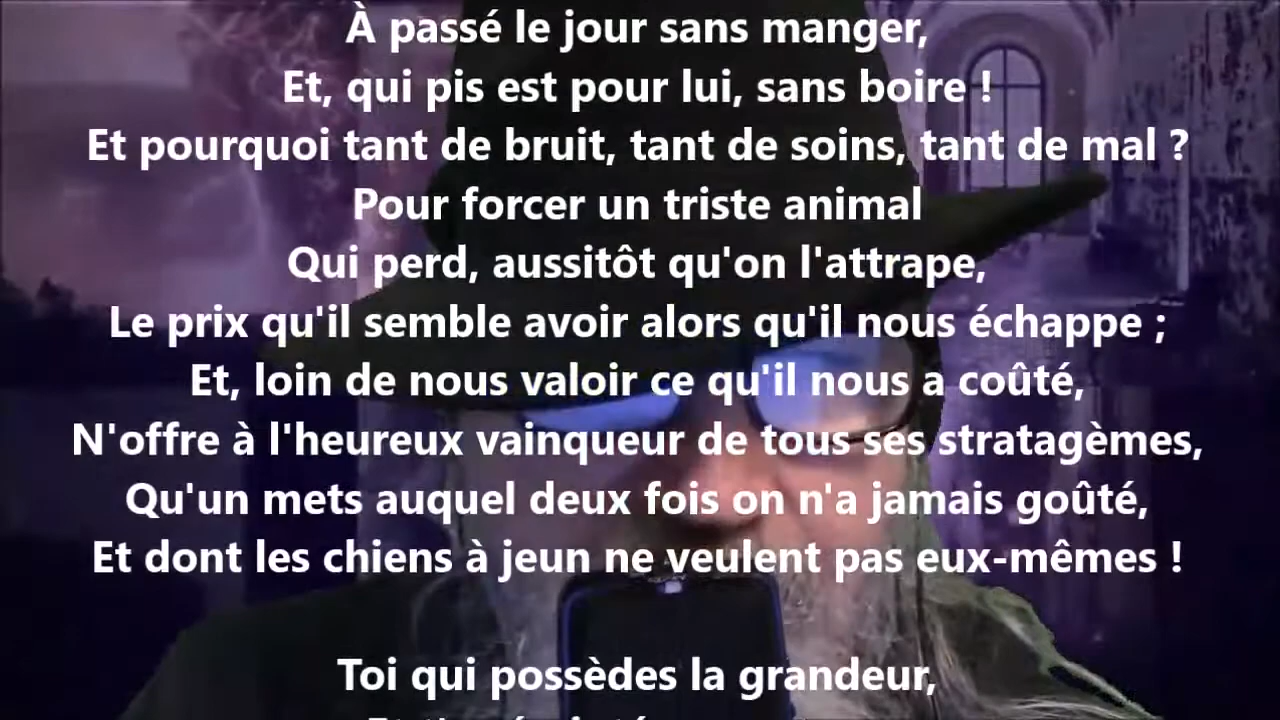 À passé le jour sans manger,
Et, qui pis est pour lui, sans boire !
Et pourquoi tant de bruit, tant de soins, tant de mal ?
Pour forcer un triste animal
Qui perd, aussitôt qu'on l'attrape,
Le prix qu'il semble avoir alors qu'il nous échappe ;
Et, loin de nous valoir ce qu'il nous a coûté,
N'offre à l'heureux vainqueur de tous ses stratagèmes,
Qu'un mets auquel deux fois on n'a jamais goûté,
Et dont les chiens à jeun ne veulent pas eux-mêmes !
Toi qui possèdes la grandeur,